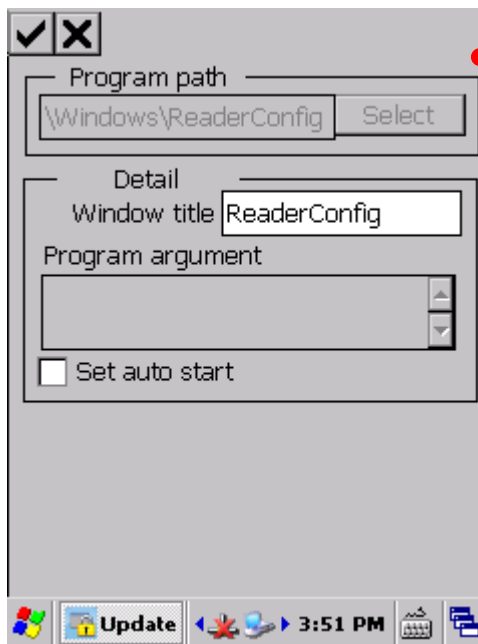 Program path
\Windows\ReaderConfig Select
Detail
Window title ReaderConfig
Program argument
Set auto start
Update 3:51 PM